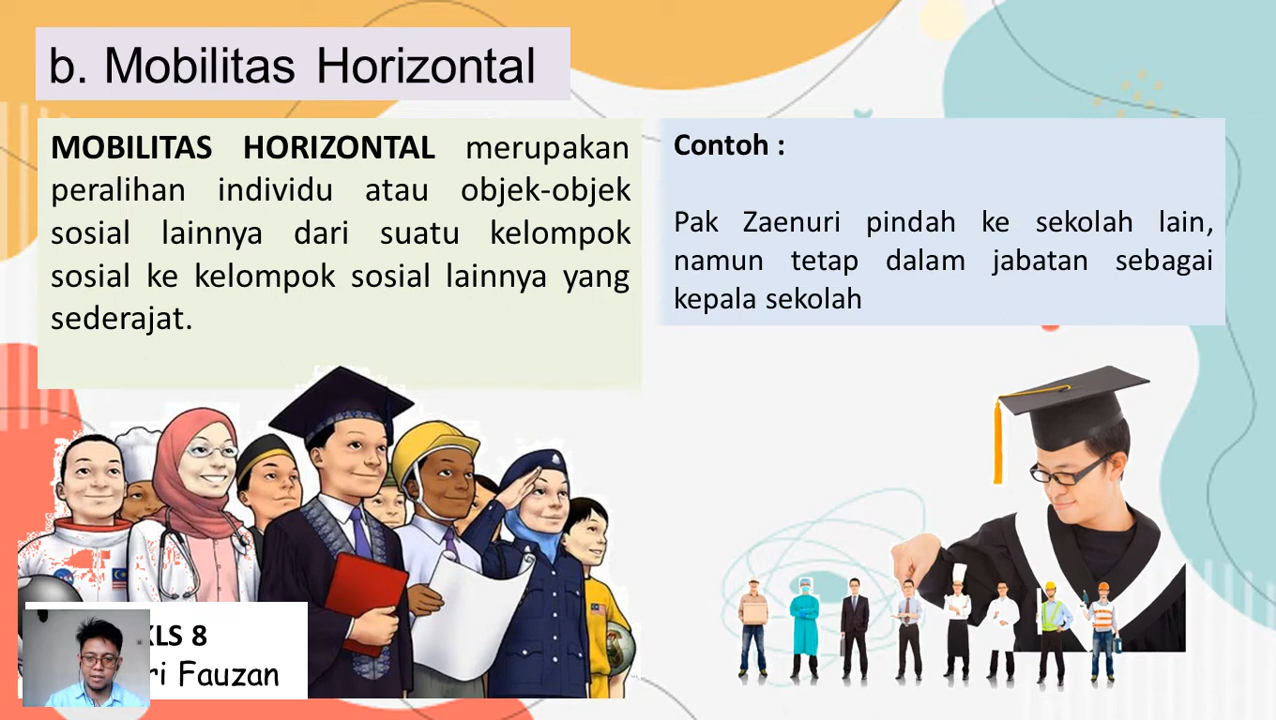 b. Mobilitas Horizontal
MOBILITAS HORIZONTAL merupakan
peralihan individu atau objek-objek
sosial lainnya dari suatu kelompok
sosial ke kelompok sosial lainnya yang
sederajat.
Contoh :
Pak Zaenuri pindah ke sekolah lain,
namun tetap dalam jabatan sebagai
kepala sekolah
KLS 8
Fauzan